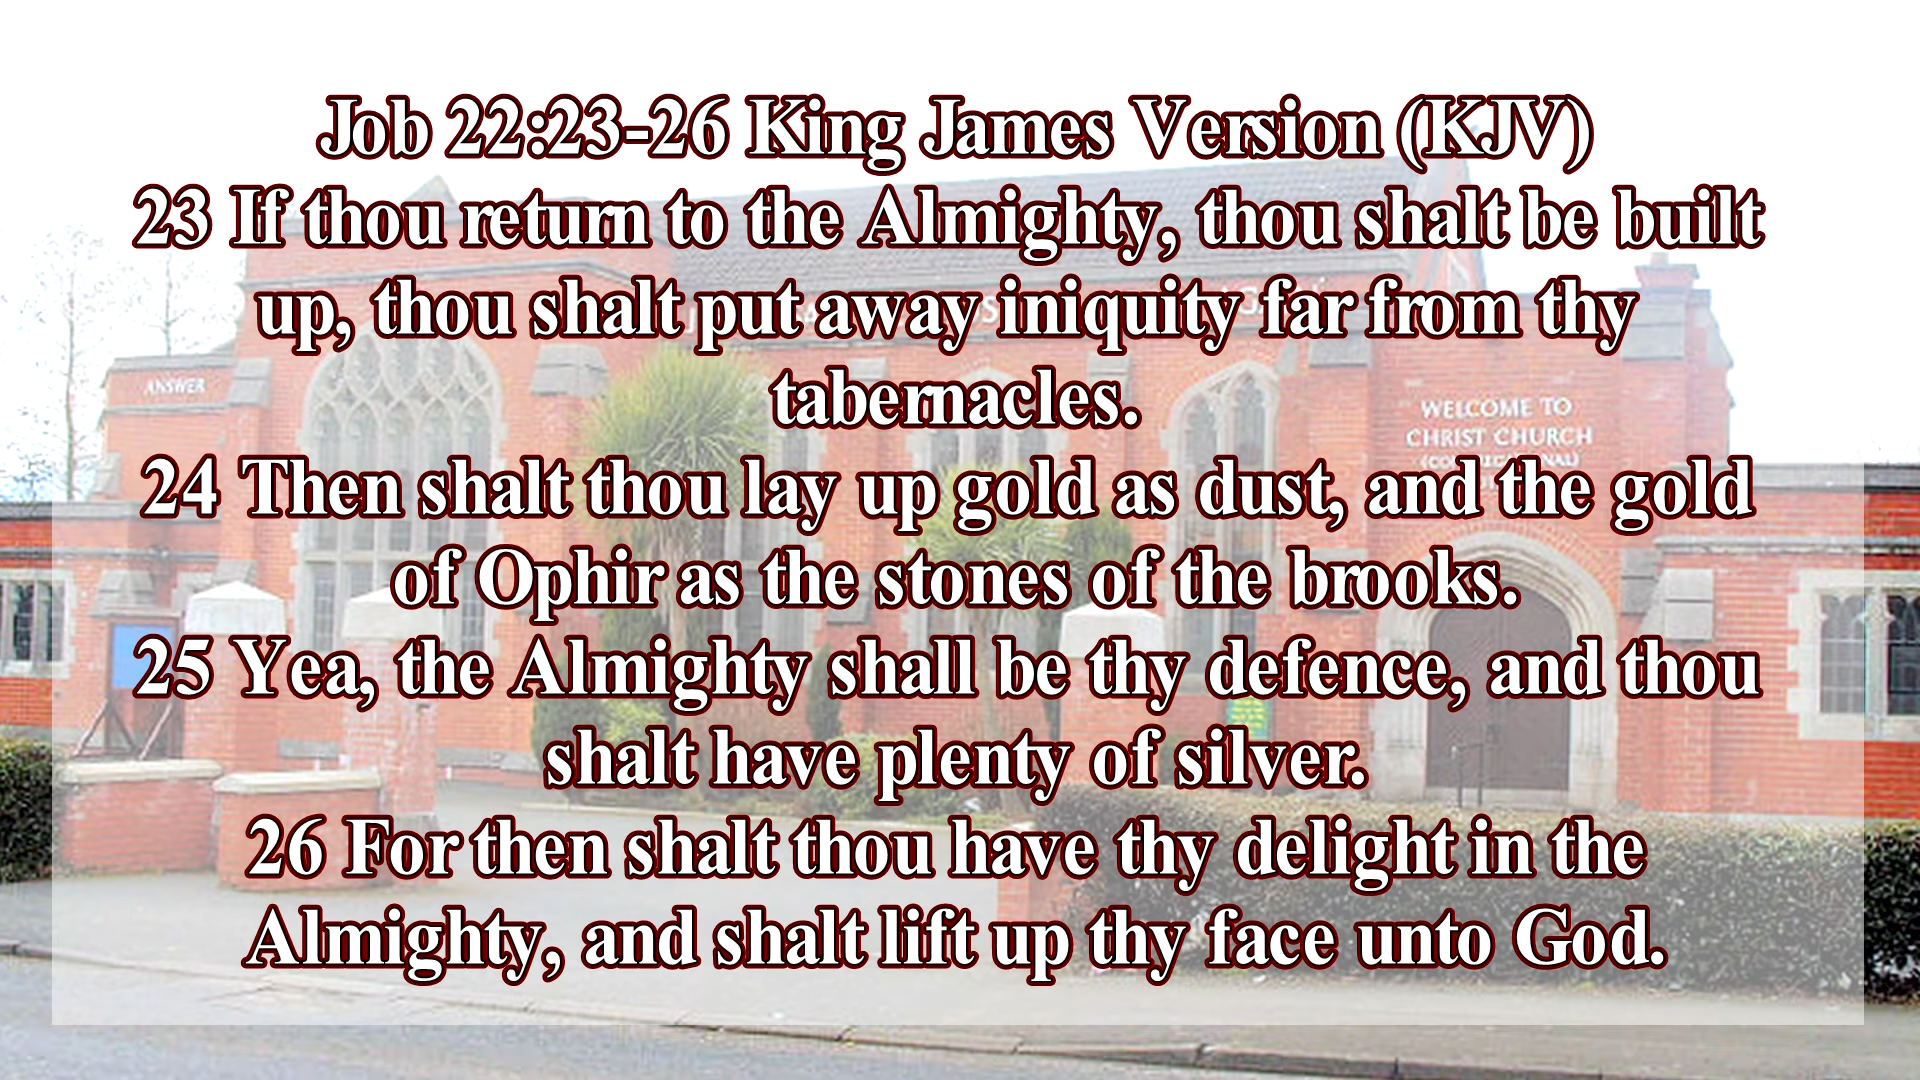 Job 22:23-26 King James Version (KJV)
23 If thou return to the Almighty, thou shalt be built
up, thou shalt put away iniquity far from thy
tabernacles.
24 Then shalt thou lay up gold as dust, and the gold
of Ophir as the stones of the brooks.
25 Yea, the Almighty shall be thy defence, and thou
shalt have plenty of silver.
26 For then shalt thou have thy delight in the
Almighty, and shalt lift up thy face unto God.
ANSWER
WELCOME TO
CHRIST CHURCH